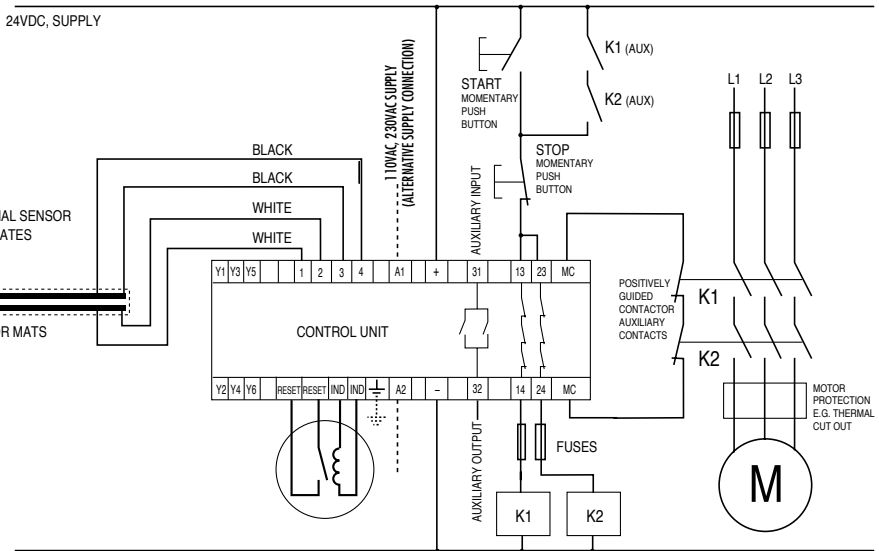 24VDC, SUPPLY
K1 (AUX)
K2 (AUX)
START
MOMENTARY
PUSH
BUTTON
STOP
MOMENTARY
PUSH
BUTTON
110VAC, 230VAC SUPPLY
(ALTERNATIVE SUPPLY CONNECTION)
AUXILIARY INPUT
L1 L2 L3
BLACK
BLACK
WHITE
WHITE
SENSOR
MATS
Y1 Y3 Y5 1 2 3 4 A1 + 31 13 23 MC
CONTROL UNIT
Y2 Y4 Y6 RESET RESET IND IND A2 – 32 14 24 MC
POSITIVELY
GUIDED
CONTACTOR
AUXILIARY
CONTACTS
K1
K2
MOTOR
PROTECTION
E.G. THERMAL
CUT OUT
AUXILIARY OUTPUT
FUSES
K1 K2
M